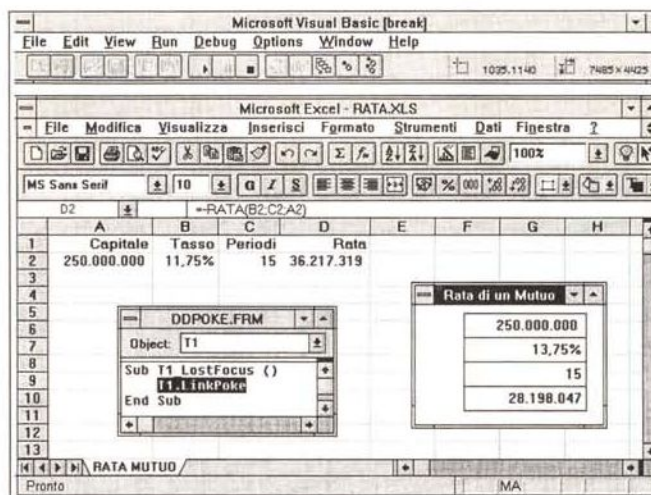 Microsoft Visual Basic [break]
File Edit View Run Debug Options Window Help
1035.1140 7485×4425
Microsoft Excel - RATA.XLS
File Modifica Visualizza Inserisci Formato Strumenti Dati Finestra ?
100%
MS Sans Serif 10 G I S % 000
D2 =-RATA(B2;C2;A2)
A B C D E F G H
1 Capitale Tasso Periodi Rata
2 250.000.000 11,75% 15 36.217.319
3
4
5
6
7
8
9
10
11
12
13
DDPOKE.FRM
Object: T1
Sub T1_LostFocus ()
T1.LinkPoke
End Sub
Rata di un Mutuo
250.000.000
13,75%
15
28.198.047
RATA MUTUO
Pronto MA